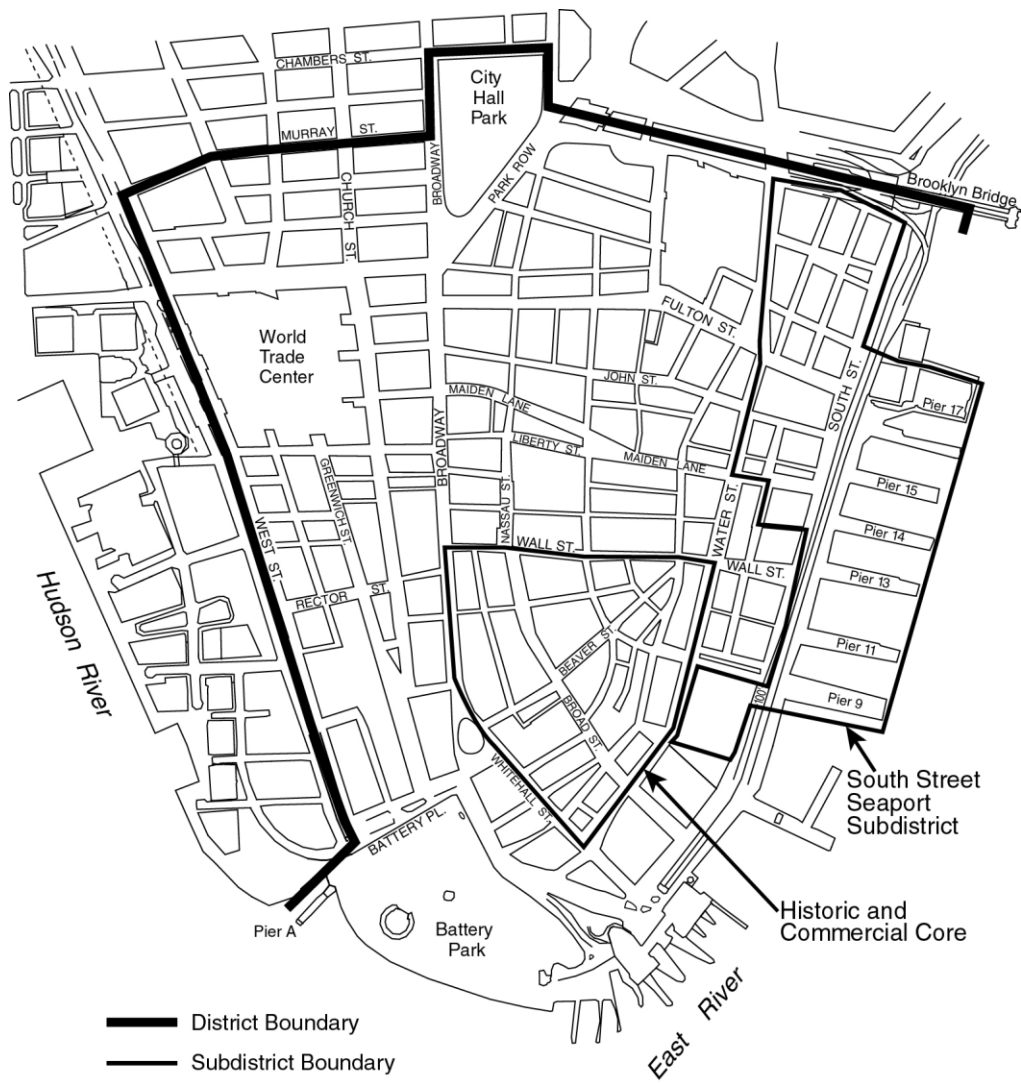 CHAMBERS ST.
City
Hall
Park
MURRAY ST.
BROADWAY
PARK ROW
CHURCH ST.
Brooklyn Bridge
FULTON ST.
World
Trade
Center
JOHN ST.
SOUTH ST.
MAIDEN LANE
Pier 17
BROADWAY
LIBERTY ST.
MAIDEN LANE
GREENWICH ST.
NASSAU ST.
WATER ST.
Pier 15
Pier 14
WEST ST.
WALL ST.
WALL ST.
Pier 13
RECTOR ST.
Hudson River
BEAVER ST.
Pier 11
BROAD ST.
100'
Pier 9
WHITEHALL ST.
South Street
Seaport
Subdistrict
BATTERY PL.
Historic and
Commercial Core
Pier A
Battery
Park
East River
District Boundary
Subdistrict Boundary